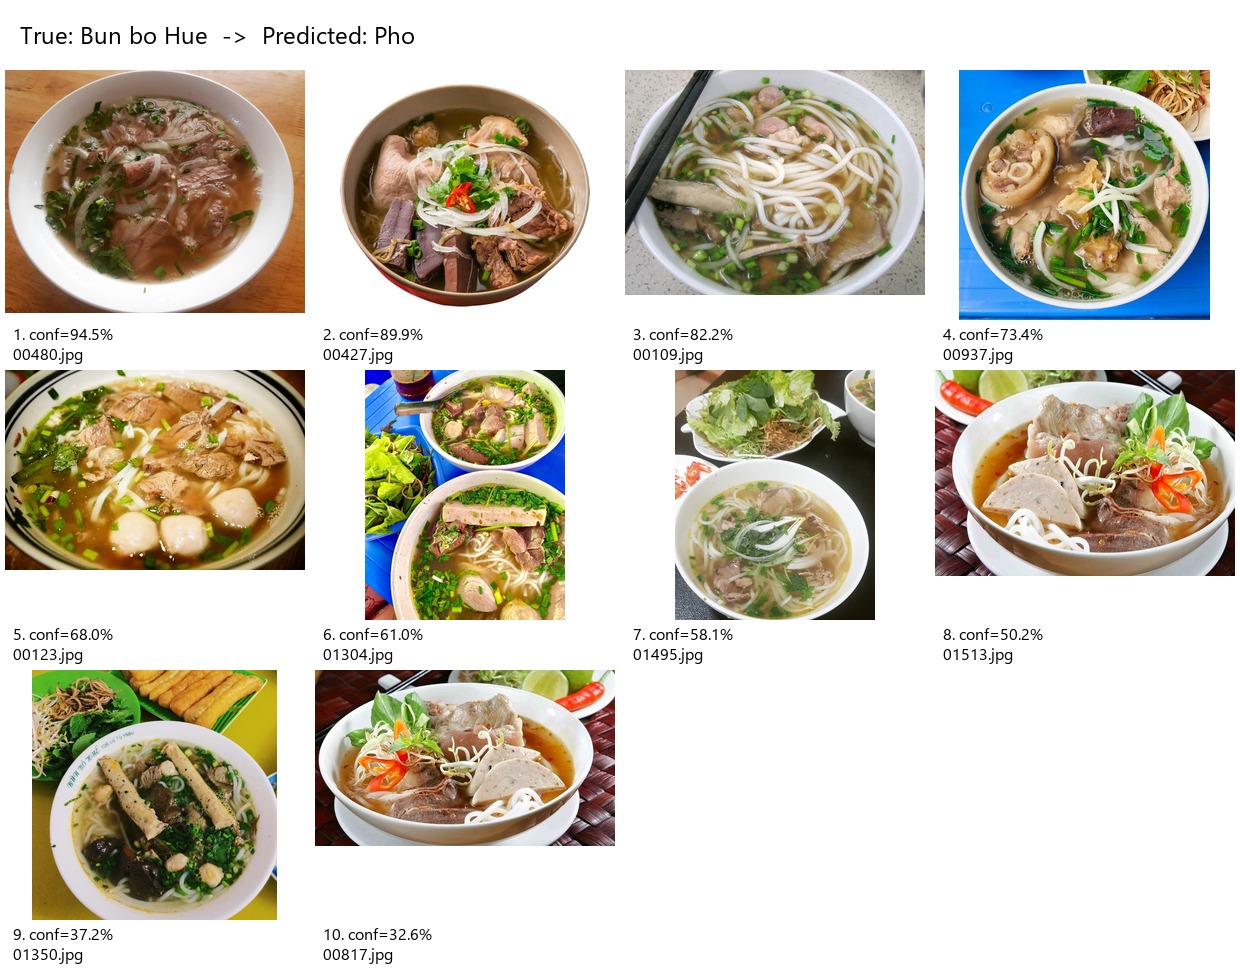 True: Bun bo Hue -> Predicted: Pho
1. conf=94.5%
00480.jpg
2. conf=89.9%
00427.jpg
3. conf=82.2%
00109.jpg
4. conf=73.4%
00937.jpg
5. conf=68.0%
00123.jpg
6. conf=61.0%
01304.jpg
7. conf=58.1%
01495.jpg
8. conf=50.2%
01513.jpg
9. conf=37.2%
01350.jpg
10. conf=32.6%
00817.jpg